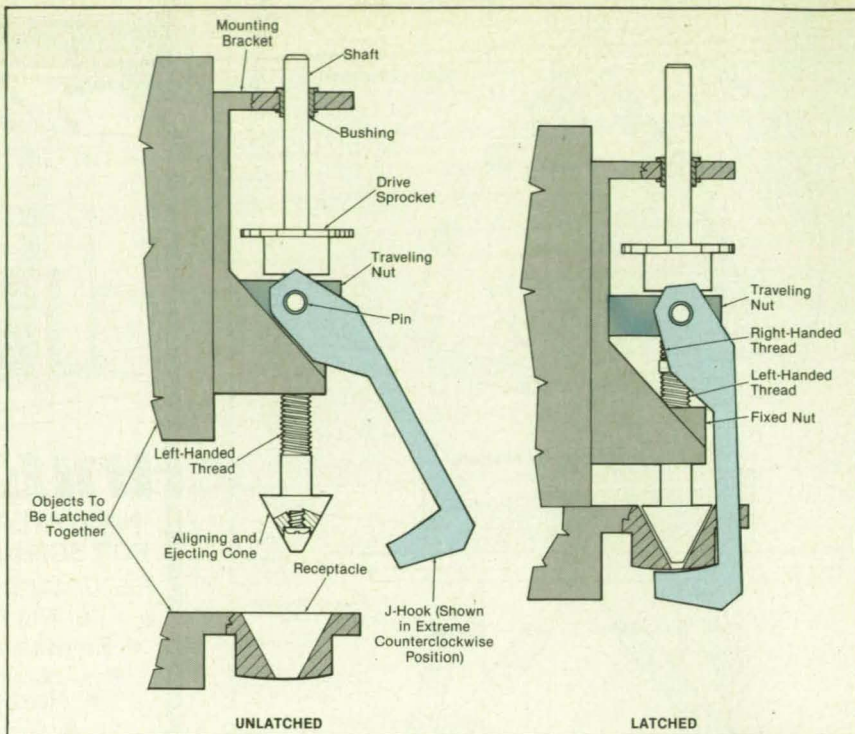 Mounting
Bracket
Shaft
Bushing
Drive
Sprocket
Traveling
Nut
Pin
Left-Handed
Thread
Objects To
Be Latched
Together
Aligning and
Ejecting Cone
Receptacle
J-Hook (Shown
in Extreme
Counterclockwise
Position)
UNLATCHED
Traveling
Nut
Right-Handed
Thread
Left-Handed
Thread
Fixed Nut
LATCHED